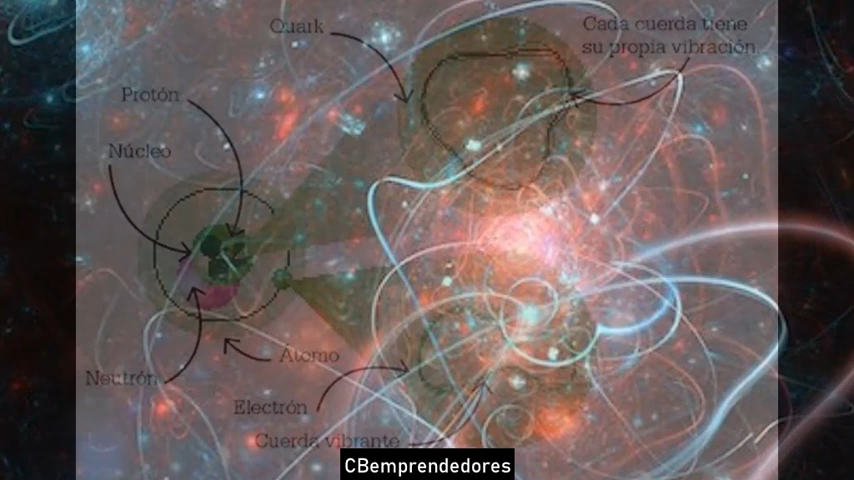 Quark
Cada cuerda tiene
su propia vibración.
Protón
Núcleo
Átomo
Neutrón
Electrón
Cuerda vibrante
CBemprendedores